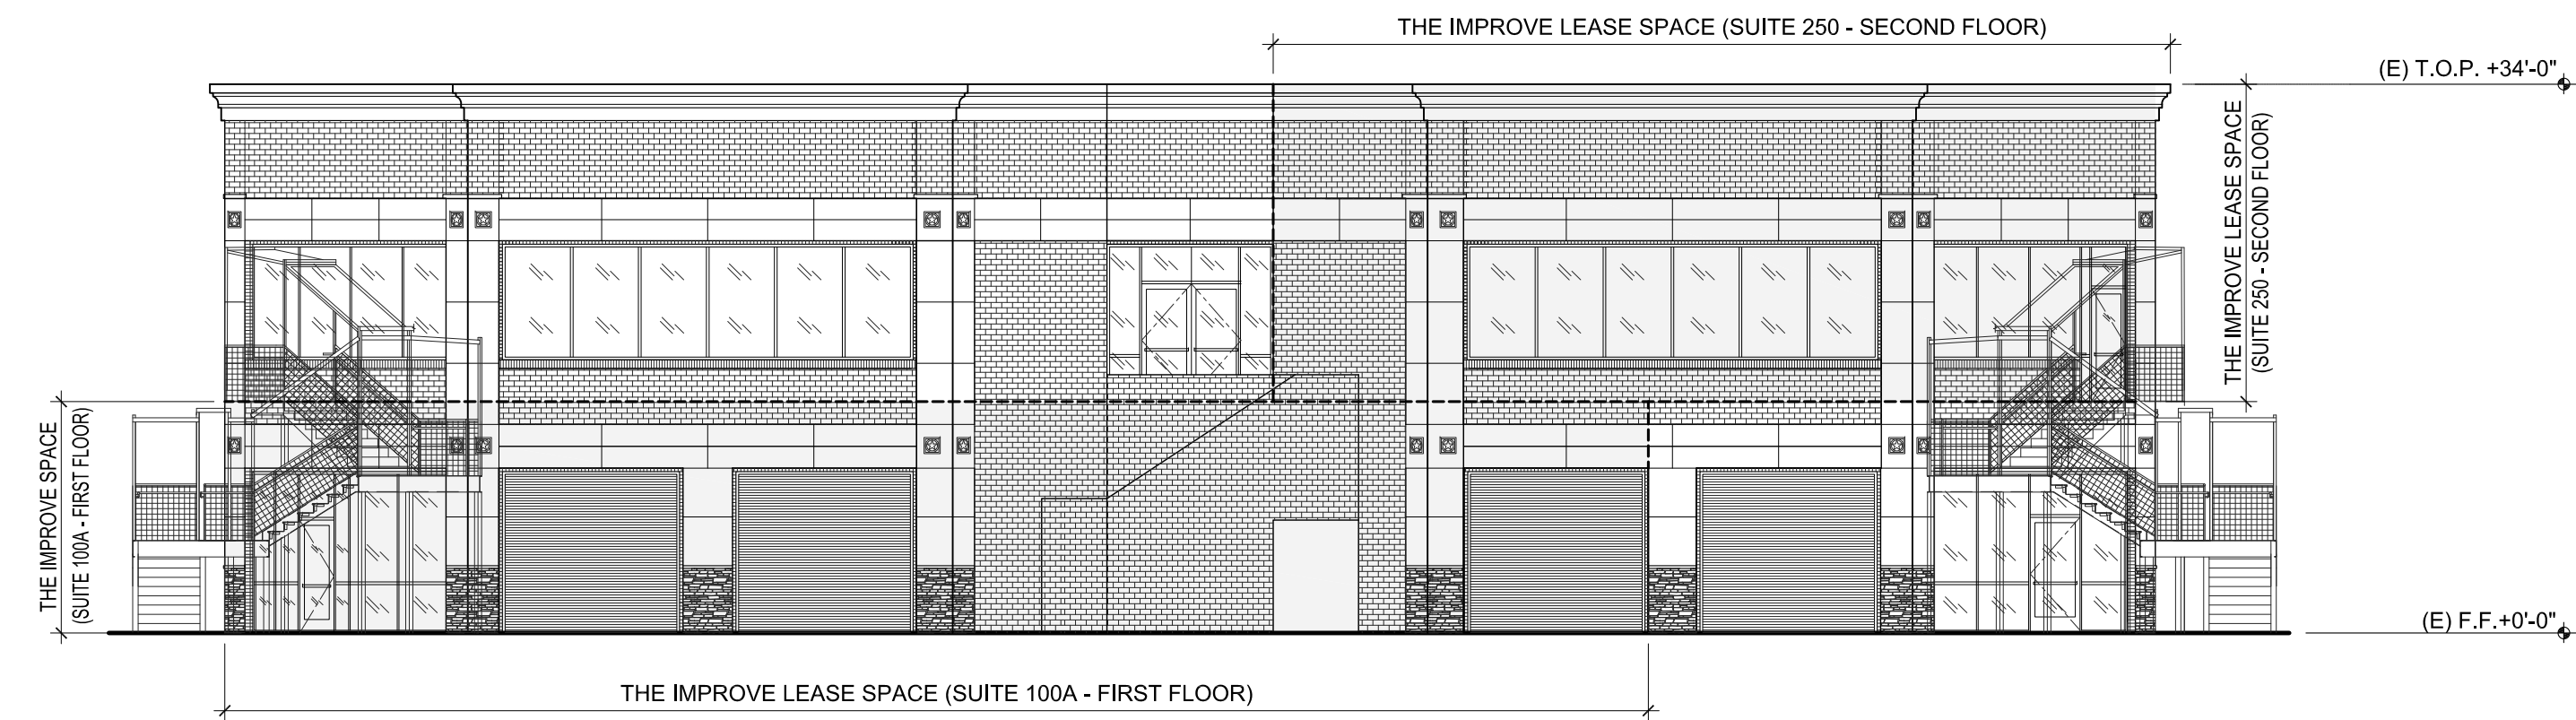 THE IMPROVE LEASE SPACE (SUITE 250 - SECOND FLOOR)
(E) T.O.P. +34'-0"
THE IMPROVE LEASE SPACE
(SUITE 250 - SECOND FLOOR)
THE IMPROVE SPACE
(SUITE 100A - FIRST FLOOR)
(E) F.F.+0'-0"
THE IMPROVE LEASE SPACE (SUITE 100A - FIRST FLOOR)